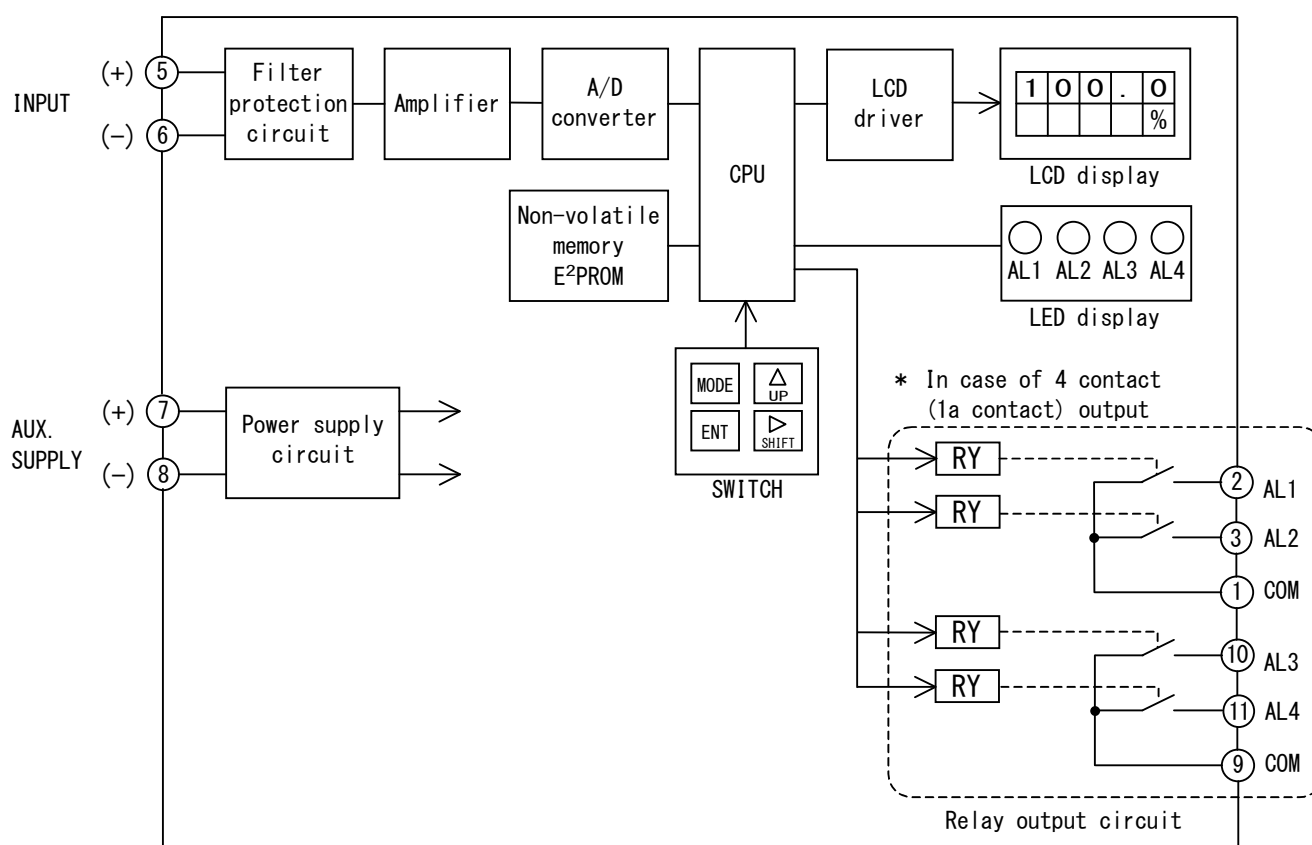 INPUT
(+) 5
(−) 6
Filter
protection
circuit
Amplifier
A/D
converter
CPU
LCD
driver
100.0
%
LCD display
Non-volatile
memory
E²PROM
AL1 AL2 AL3 AL4
LED display
MODE
△
UP
ENT
▷
SHIFT
SWITCH
AUX.
SUPPLY
(+) 7
(−) 8
Power supply
circuit
* In case of 4 contact
(1a contact) output
RY
2 AL1
RY
3 AL2
1 COM
RY
10 AL3
RY
11 AL4
9 COM
Relay output circuit